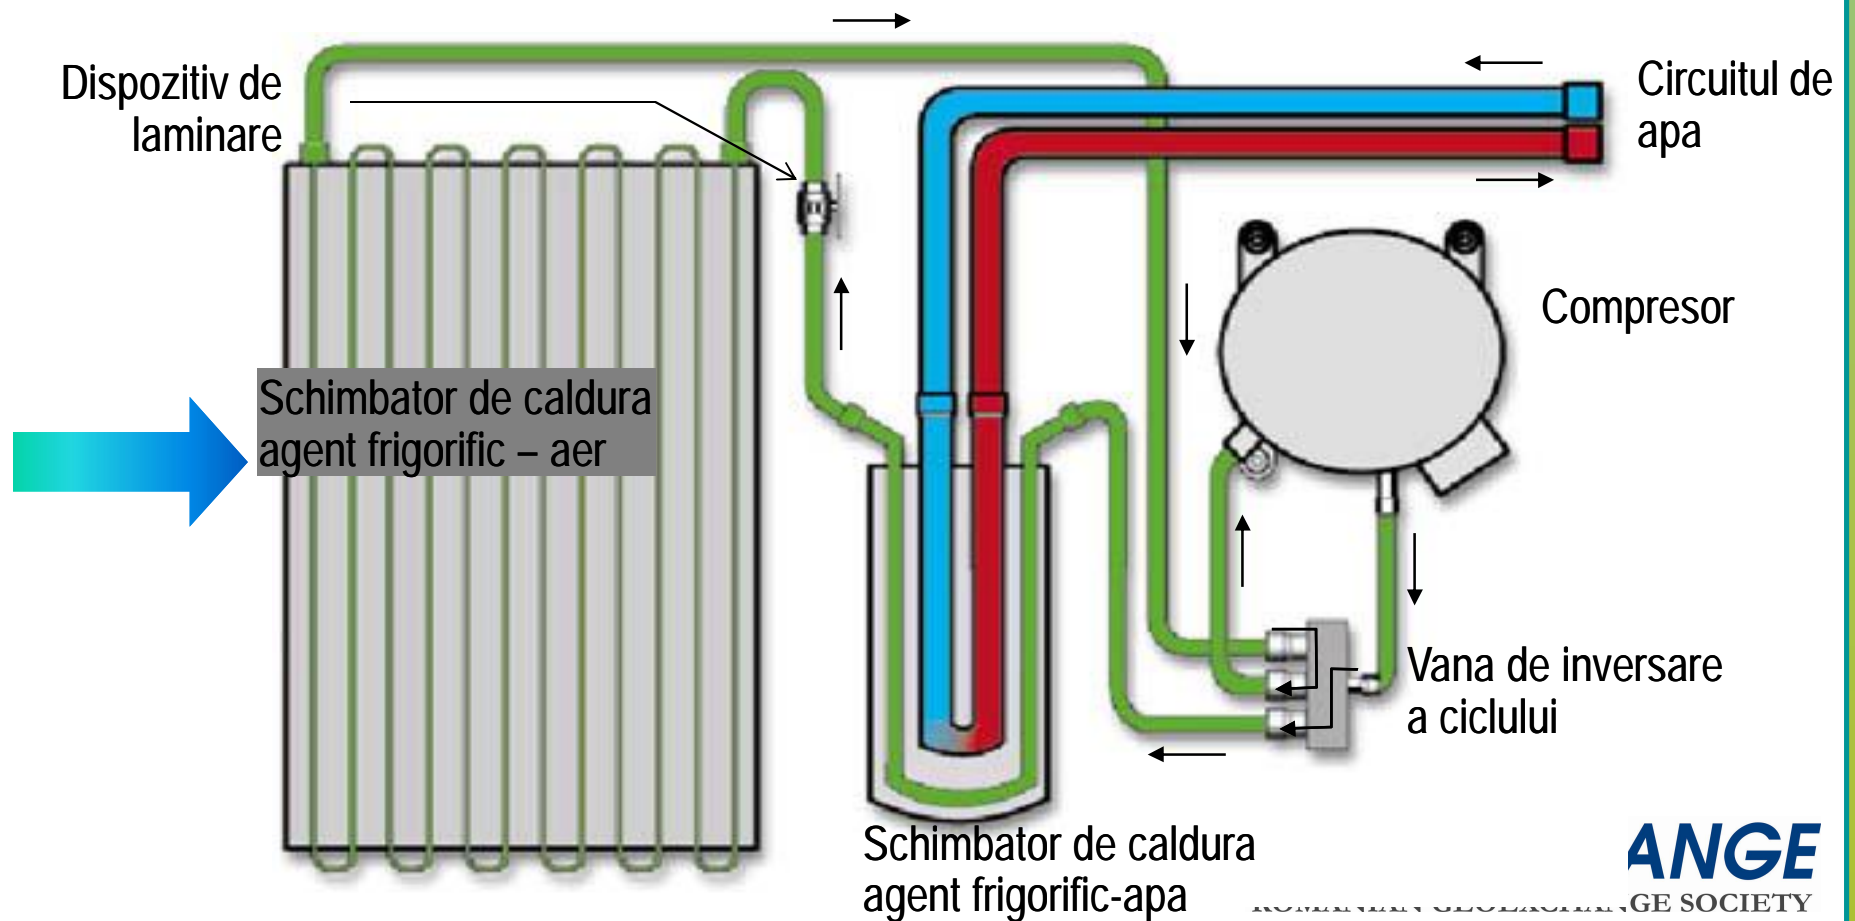 Dispozitiv de
laminare
Circuitul de
apa
Compresor
Schimbator de caldura
agent frigorific – aer
Vana de inversare
a ciclului
Schimbator de caldura
agent frigorific-apa
ANGE
GE SOCIETY